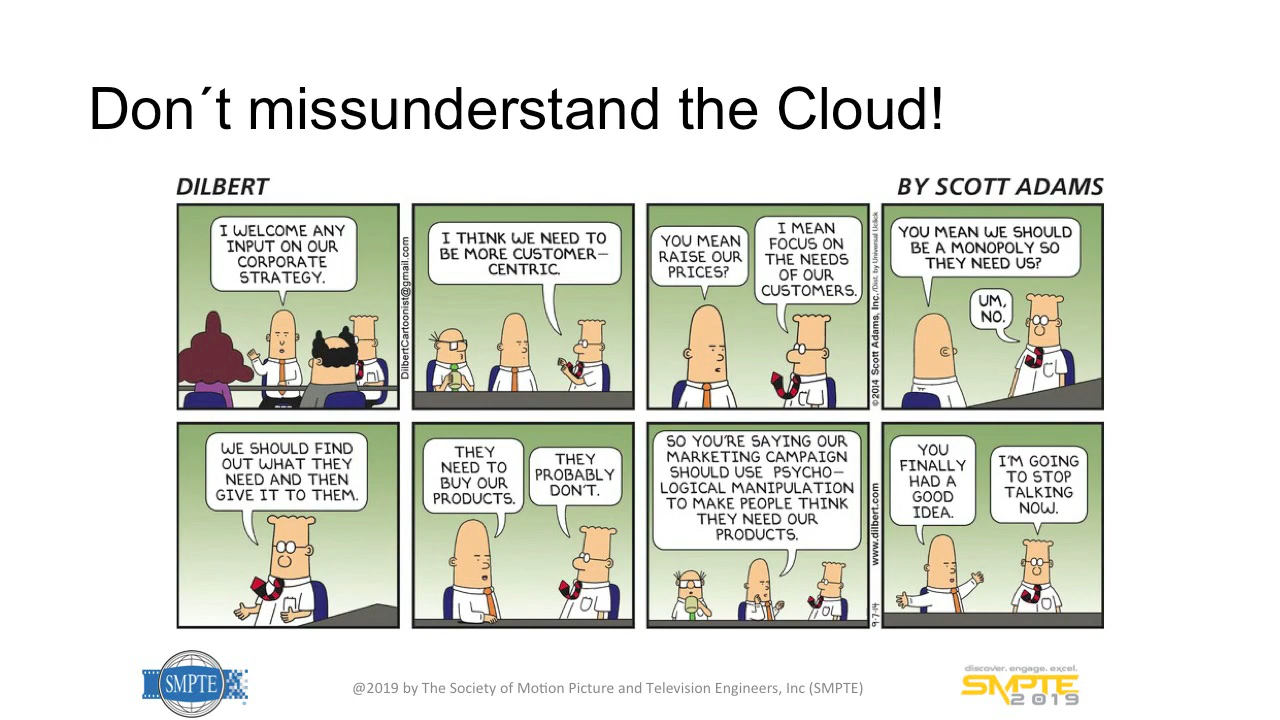 Don´t missunderstand the Cloud!
DILBERT
BY SCOTT ADAMS
I WELCOME ANY
INPUT ON OUR
CORPORATE
STRATEGY.
DilbertCartoonist@gmail.com
I THINK WE NEED TO
BE MORE CUSTOMER–
CENTRIC.
YOU MEAN
RAISE OUR
PRICES?
I MEAN
FOCUS ON
THE NEEDS
OF OUR
CUSTOMERS.
©2014 Scott Adams, Inc. /Dist. by Universal Uclick
YOU MEAN WE SHOULD
BE A MONOPOLY SO
THEY NEED US?
UM,
NO.
WE SHOULD FIND
OUT WHAT THEY
NEED AND THEN
GIVE IT TO THEM.
THEY
NEED TO
BUY OUR
PRODUCTS.
THEY
PROBABLY
DON'T.
SO YOU'RE SAYING OUR
MARKETING CAMPAIGN
SHOULD USE PSYCHO–
LOGICAL MANIPULATION
TO MAKE PEOPLE THINK
THEY NEED OUR
PRODUCTS.
9-7-14 www.dilbert.com
YOU
FINALLY
HAD A
GOOD
IDEA.
I'M GOING
TO STOP
TALKING
NOW.
SMPTE
@2019 by The Society of Motion Picture and Television Engineers, Inc (SMPTE)
discover. engage. excel.
SMPTE
2019